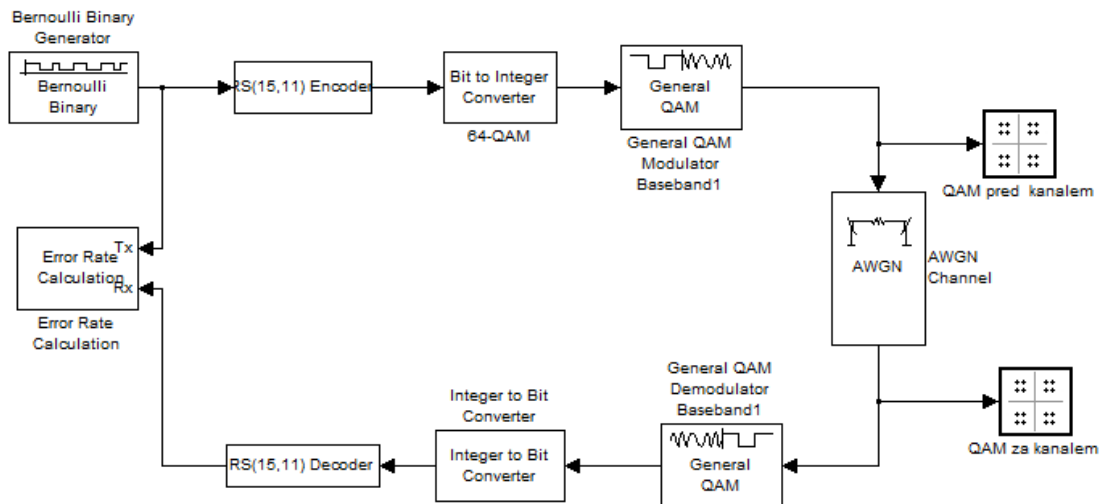 Bernoulli Binary
Generator
Bernoulli
Binary
RS(15,11) Encoder
Bit to Integer
Converter
64-QAM
General
QAM
General QAM
Modulator
Baseband1
QAM pred kanalem
AWGN
AWGN
Channel
Tx
Error Rate
Calculation
Rx
Error Rate
Calculation
QAM za kanalem
General QAM
Demodulator
Baseband1
General
QAM
Integer to Bit
Converter
Integer to Bit
Converter
RS(15,11) Decoder